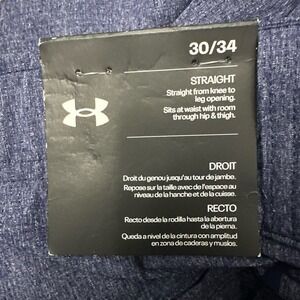 30/34
STRAIGHT
Straight from knee to
leg opening.
Sits at waist with room
through hip & thigh.
DROIT
Droit du genou jusqu'au tour de jambe.
Repose sur la taille avec de l'espace au
niveau de la hanche et de la cuisse.
RECTO
Recto desde la rodilla hasta la abertura
de la pierna.
Queda a nivel de la cintura con amplitud
en zona de caderas y muslos.